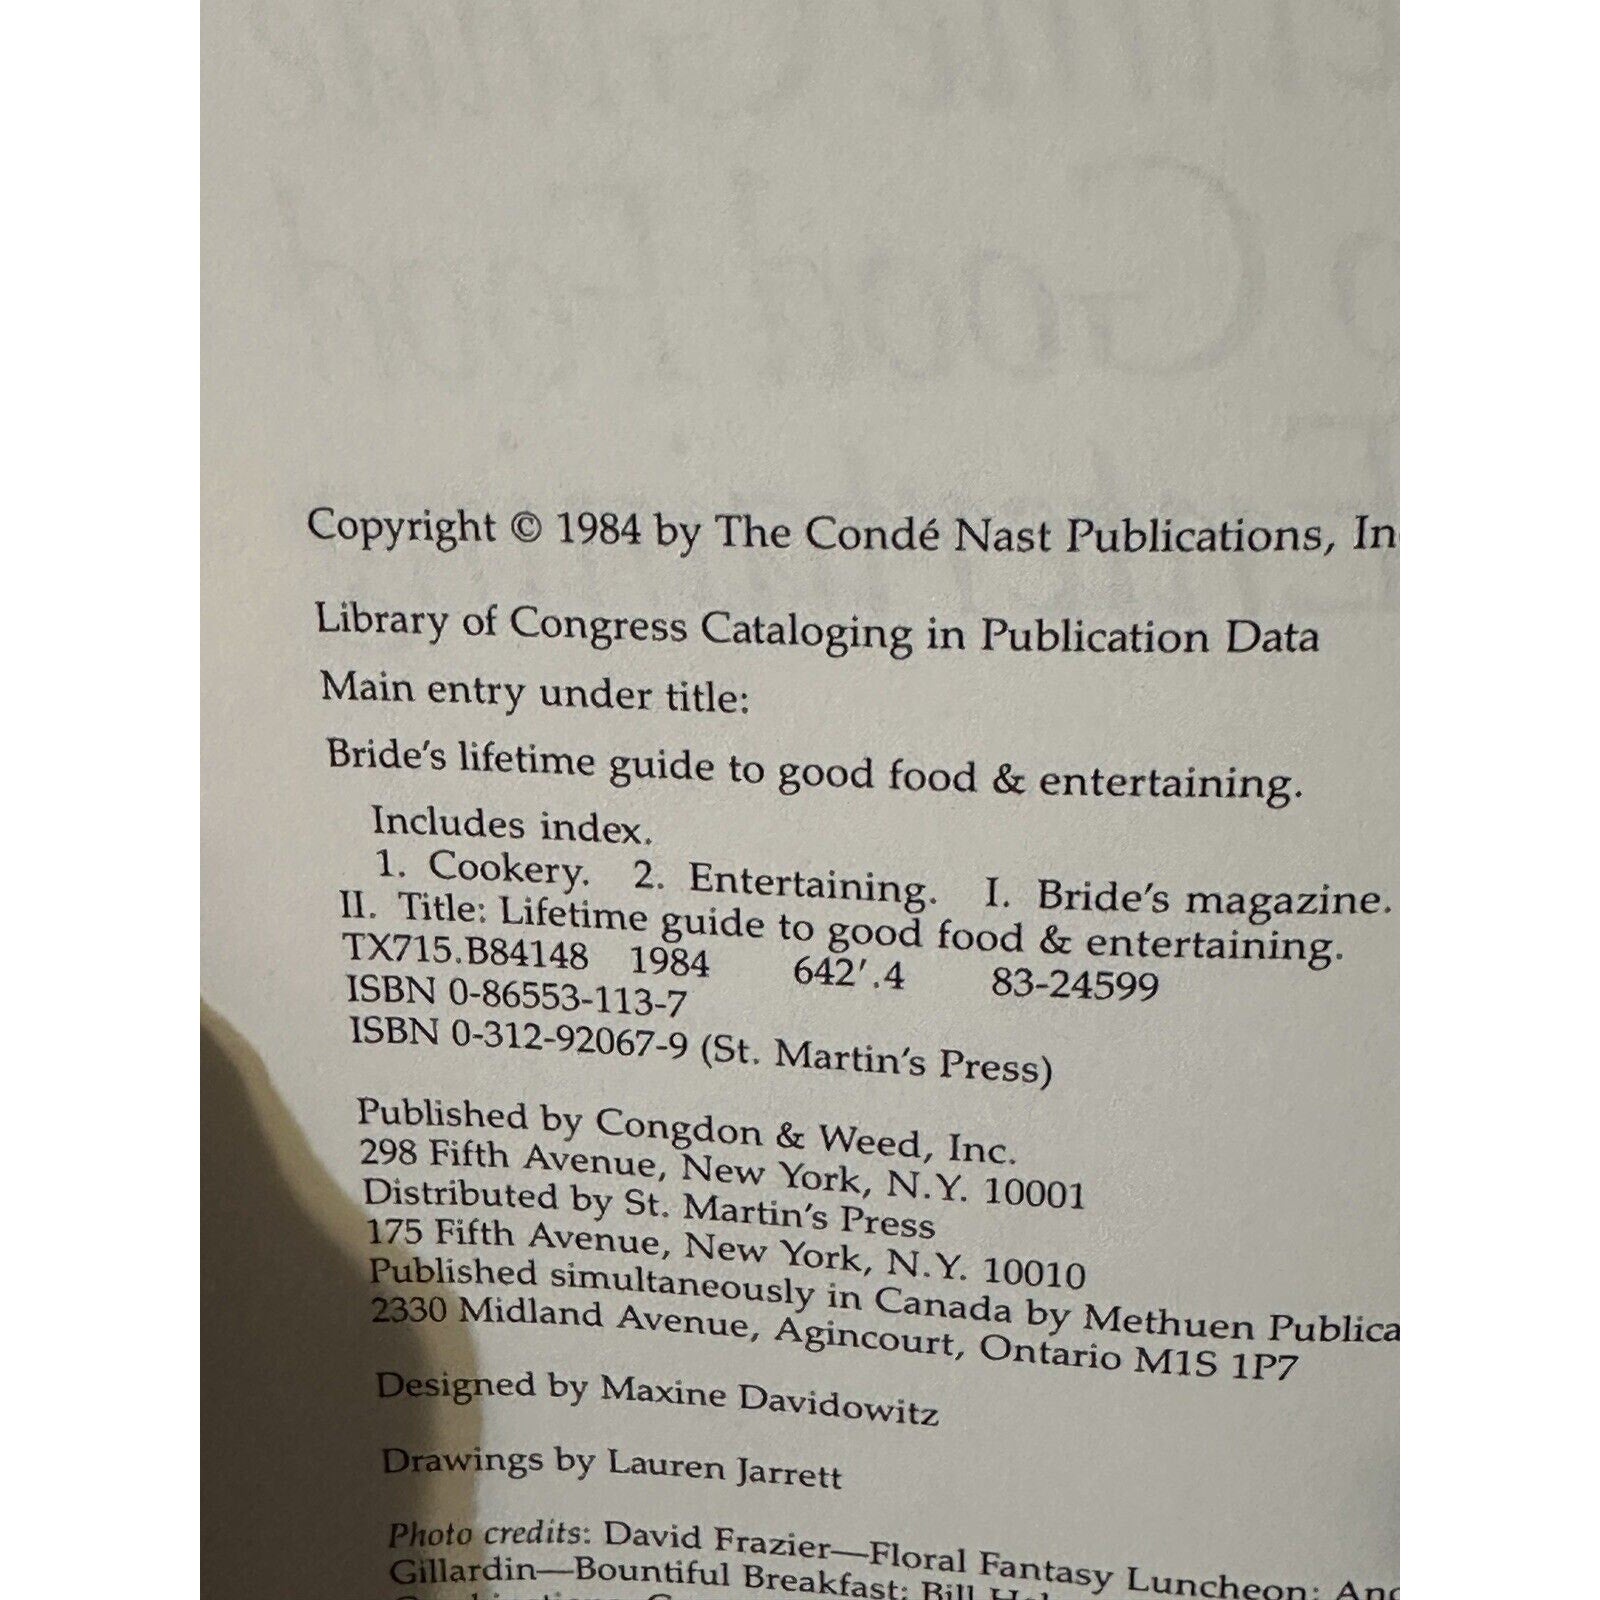 Copyright © 1984 by The Condé Nast Publications, In
Library of Congress Cataloging in Publication Data
Main entry under title:
Bride's lifetime guide to good food & entertaining.
Includes index.
1. Cookery. 2. Entertaining. I. Bride's magazine.
II. Title: Lifetime guide to good food & entertaining.
TX715.B84148 1984 642'.4 83-24599
ISBN 0-86553-113-7
ISBN 0-312-92067-9 (St. Martin's Press)
Published by Congdon & Weed, Inc.
298 Fifth Avenue, New York, N.Y. 10001
Distributed by St. Martin's Press
175 Fifth Avenue, New York, N.Y. 10010
Published simultaneously in Canada by Methuen Publica
2330 Midland Avenue, Agincourt, Ontario M1S 1P7
Designed by Maxine Davidowitz
Drawings by Lauren Jarrett
Photo credits: David Frazier—Floral Fantasy Luncheon; And
Gillardin—Bountiful Breakfast; Bill